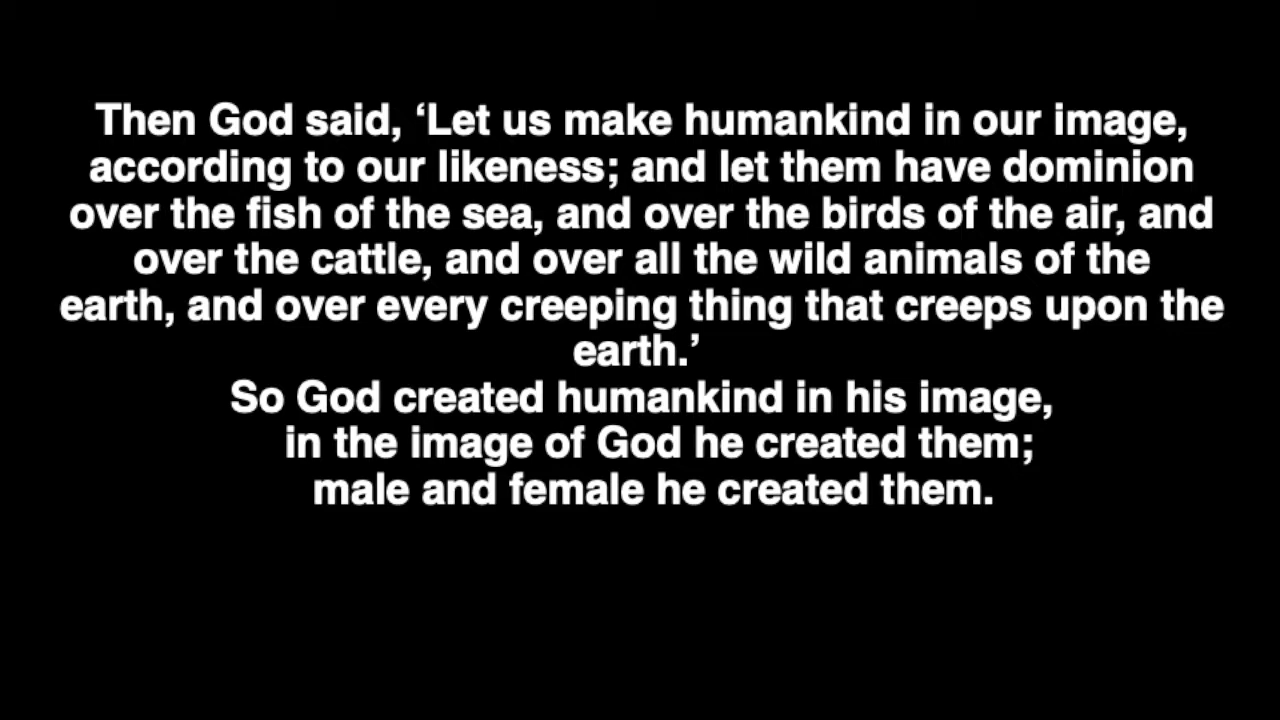 Then God said, ‘Let us make humankind in our image,
according to our likeness; and let them have dominion
over the fish of the sea, and over the birds of the air, and
over the cattle, and over all the wild animals of the
earth, and over every creeping thing that creeps upon the
earth.’
So God created humankind in his image,
in the image of God he created them;
male and female he created them.